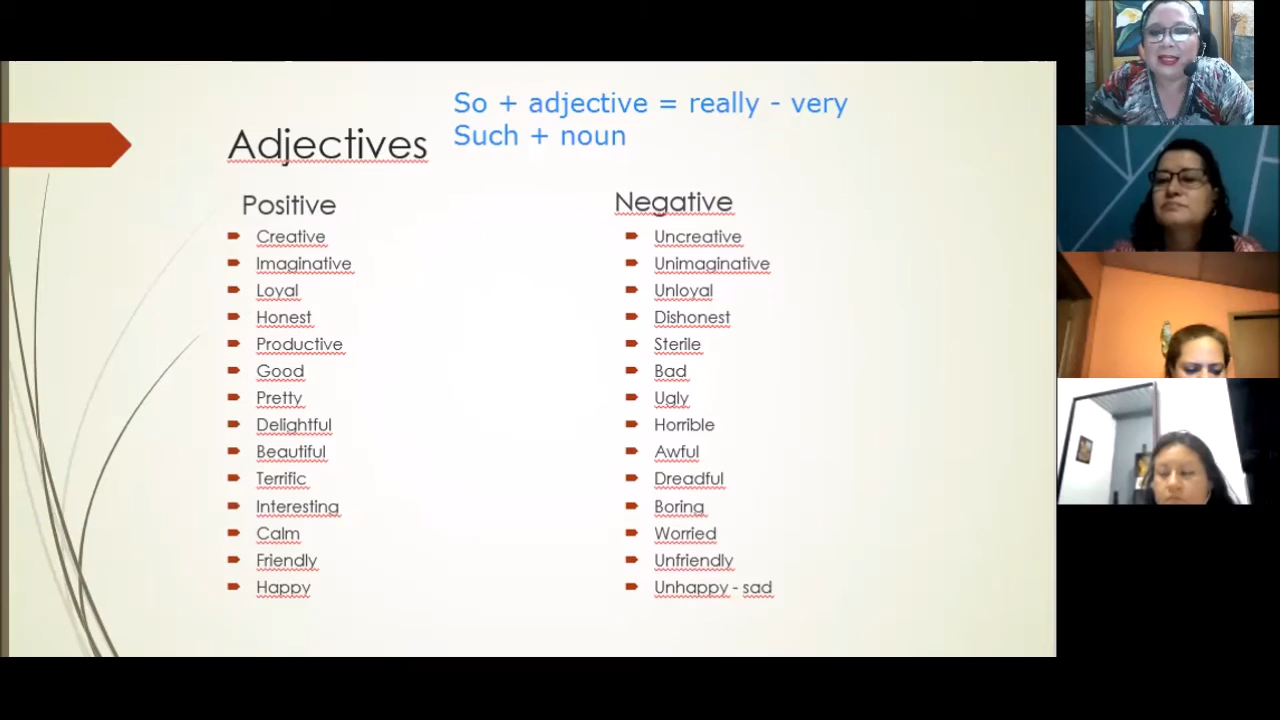 So + adjective = really - very
Such + noun
Adjectives
Positive
Creative
Imaginative
Loyal
Honest
Productive
Good
Pretty
Delightful
Beautiful
Terrific
Interesting
Calm
Friendly
Happy
Negative
Uncreative
Unimaginative
Unloyal
Dishonest
Sterile
Bad
Ugly
Horrible
Awful
Dreadful
Boring
Worried
Unfriendly
Unhappy - sad